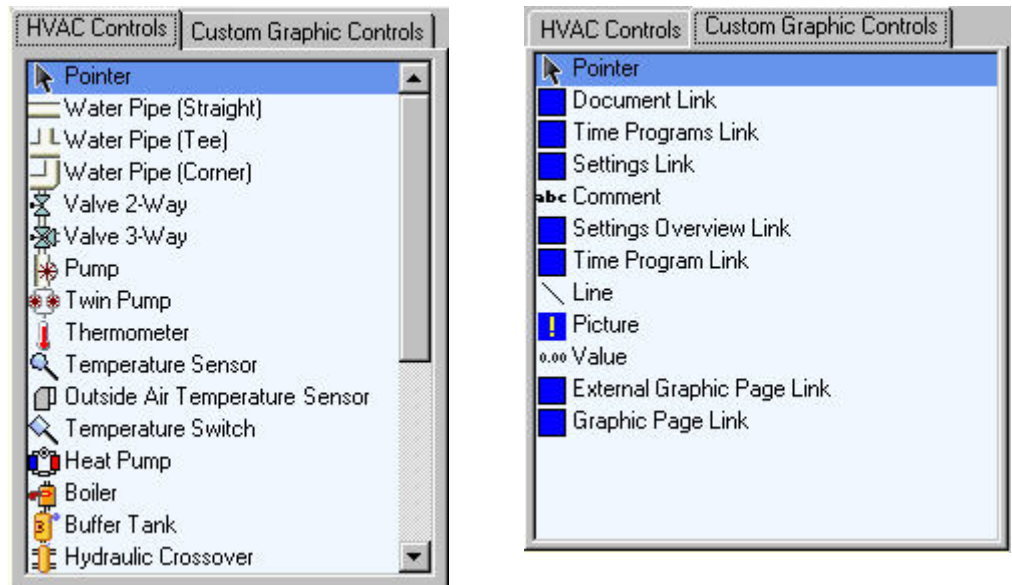 HVAC Controls
Custom Graphic Controls
Pointer
Water Pipe (Straight)
Water Pipe (Tee)
Water Pipe (Corner)
Valve 2-Way
Valve 3-Way
Pump
Twin Pump
Thermometer
Temperature Sensor
Outside Air Temperature Sensor
Temperature Switch
Heat Pump
Boiler
Buffer Tank
Hydraulic Crossover
HVAC Controls
Custom Graphic Controls
Pointer
Document Link
Time Programs Link
Settings Link
abc Comment
Settings Overview Link
Time Program Link
Line
! Picture
0.00 Value
External Graphic Page Link
Graphic Page Link